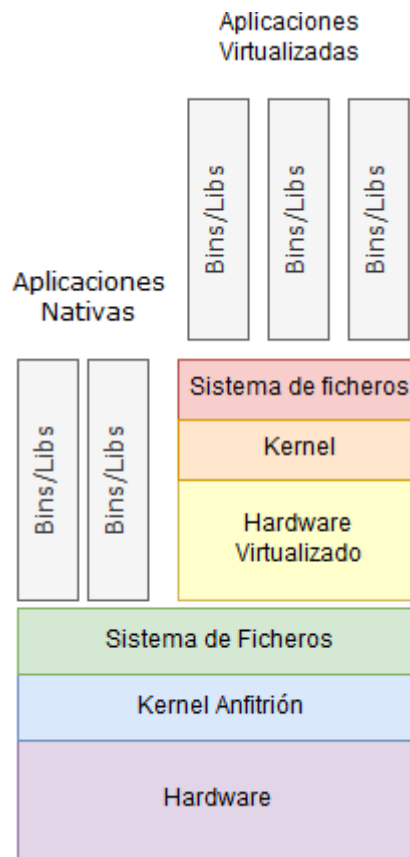 Aplicaciones
Virtualizadas
Bins/Libs
Bins/Libs
Bins/Libs
Aplicaciones
Nativas
Bins/Libs
Bins/Libs
Sistema de ficheros
Kernel
Hardware
Virtualizado
Sistema de Ficheros
Kernel Anfitrión
Hardware